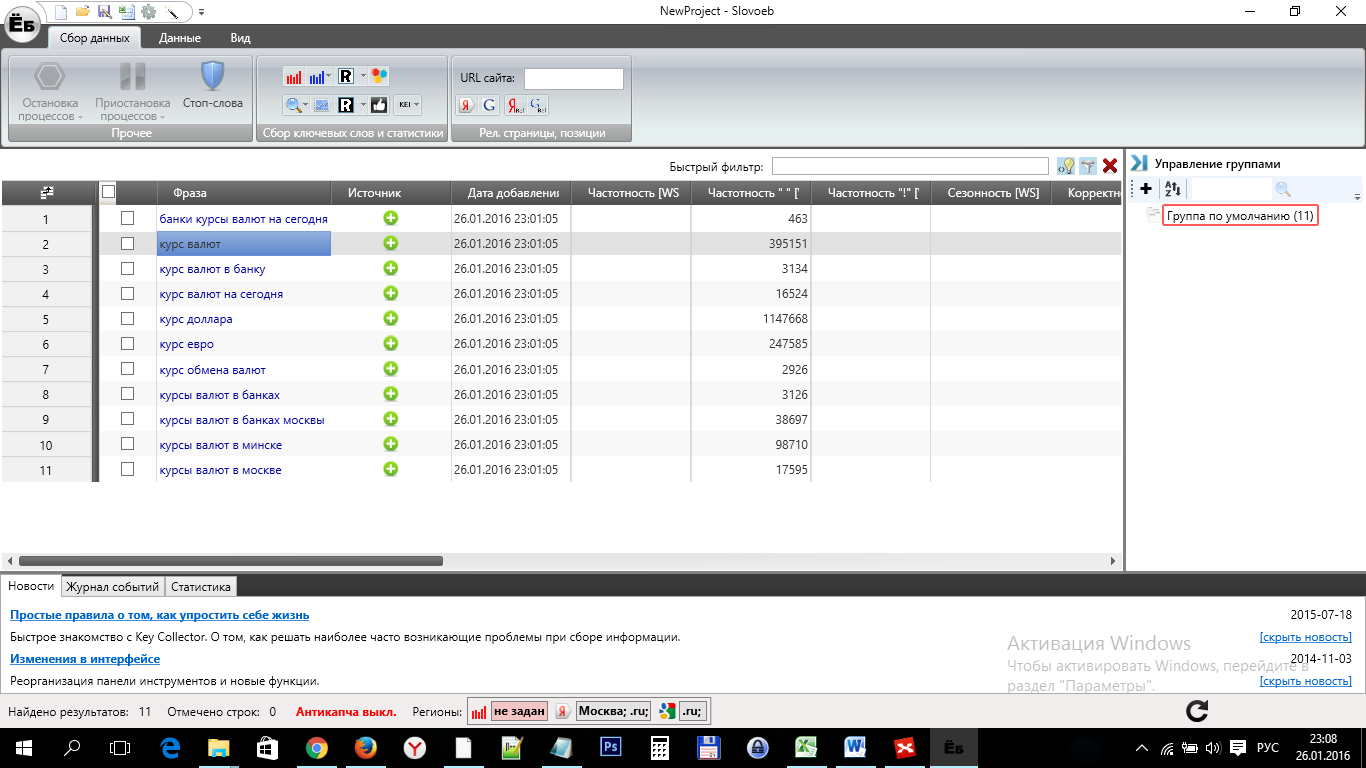 NewProject - Slovoeb
Ёб
Сбор данных Данные Вид
URL сайта:
Остановка процессов Приостановка процессов Стоп-слова
R
R KEI
Я G Я G
Прочее Сбор ключевых слов и статистики Рел. страницы, позиции
Быстрый фильтр:
Управление группами
Фраза Источник Дата добавления Частотность [WS Частотность " " [' Частотность "!" [' Сезонность [WS] Корректно
Группа по умолчанию (11)
1 банки курсы валют на сегодня 26.01.2016 23:01:05 463
2 курс валют 26.01.2016 23:01:05 395151
3 курс валют в банку 26.01.2016 23:01:05 3134
4 курс валют на сегодня 26.01.2016 23:01:05 16524
5 курс доллара 26.01.2016 23:01:05 1147668
6 курс евро 26.01.2016 23:01:05 247585
7 курс обмена валют 26.01.2016 23:01:05 2926
8 курсы валют в банках 26.01.2016 23:01:05 3126
9 курсы валют в банках москвы 26.01.2016 23:01:05 38697
10 курсы валют в минске 26.01.2016 23:01:05 98710
11 курсы валют в москве 26.01.2016 23:01:05 17595
Новости Журнал событий Статистика
Простые правила о том, как упростить себе жизнь 2015-07-18
Быстрое знакомство с Key Collector. О том, как решать наиболее часто возникающие проблемы при сборе информации. [скрыть новость]
Изменения в интерфейсе 2014-11-03
Реорганизация панели инструментов и новые функции. [скрыть новость]
Активация Windows
Чтобы активировать Windows, перейдите в
раздел "Параметры".
Найдено результатов: 11 Отмечено строк: 0 Антикапча выкл. Регионы: не задан Я Москва; .ru; .ru;
Ps Ёб РУС 23:08
26.01.2016